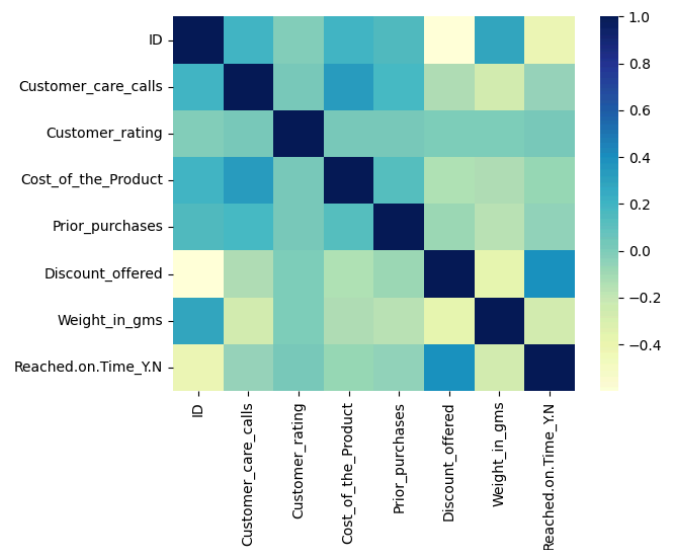 ID
Customer_care_calls
Customer_rating
Cost_of_the_Product
Prior_purchases
Discount_offered
Weight_in_gms
Reached.on.Time_Y.N
ID
Customer_care_calls
Customer_rating
Cost_of_the_Product
Prior_purchases
Discount_offered
Weight_in_gms
Reached.on.Time_Y.N
1.0
0.8
0.6
0.4
0.2
0.0
−0.2
−0.4